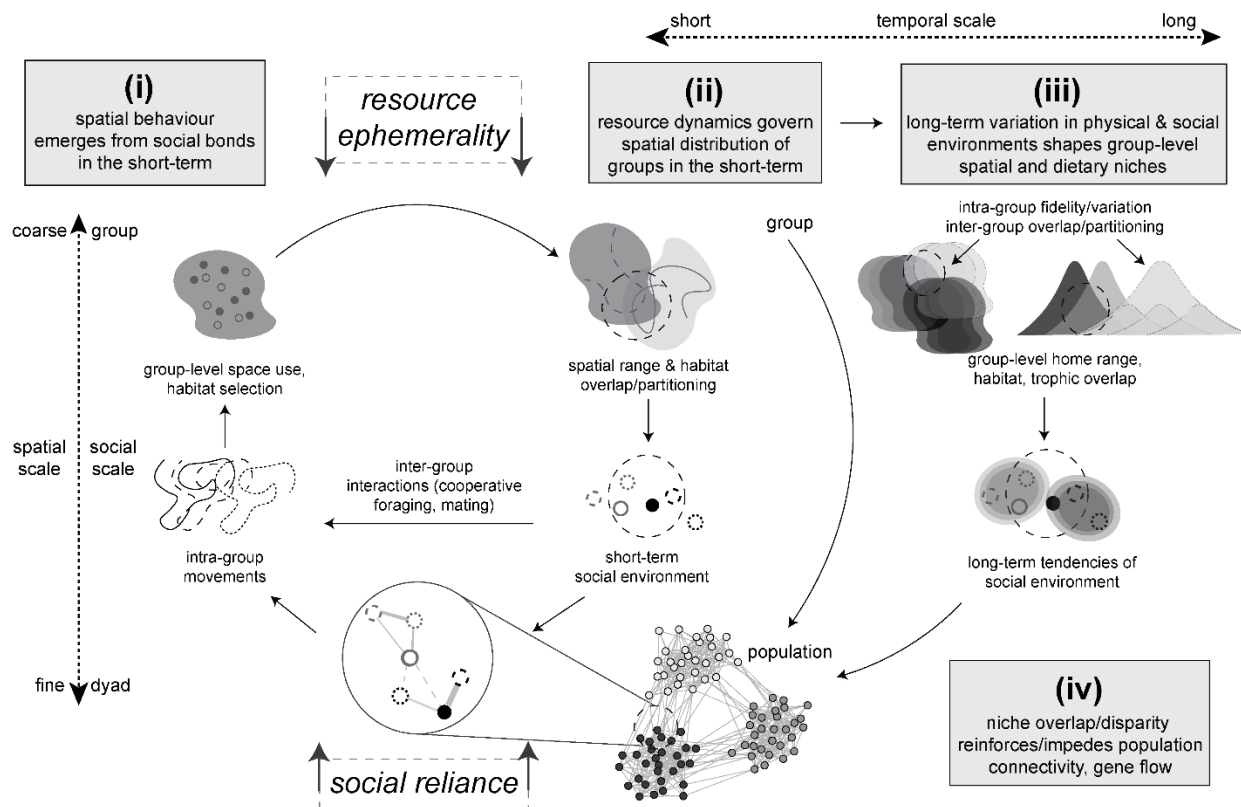 short
temporal scale
long
(i)
spatial behaviour
emerges from social bonds
in the short-term
resource
ephemerality
(ii)
resource dynamics govern
spatial distribution of
groups in the short-term
(iii)
long-term variation in physical & social
environments shapes group-level
spatial and dietary niches
coarse
group
group
intra-group fidelity/variation
inter-group overlap/partitioning
group-level space use,
habitat selection
spatial range & habitat
overlap/partitioning
group-level home range,
habitat, trophic overlap
spatial
scale
social
scale
inter-group
interactions (cooperative
foraging, mating)
intra-group
movements
short-term
social environment
long-term tendencies of
social environment
population
fine
dyad
(iv)
niche overlap/disparity
reinforces/impedes population
connectivity, gene flow
social reliance